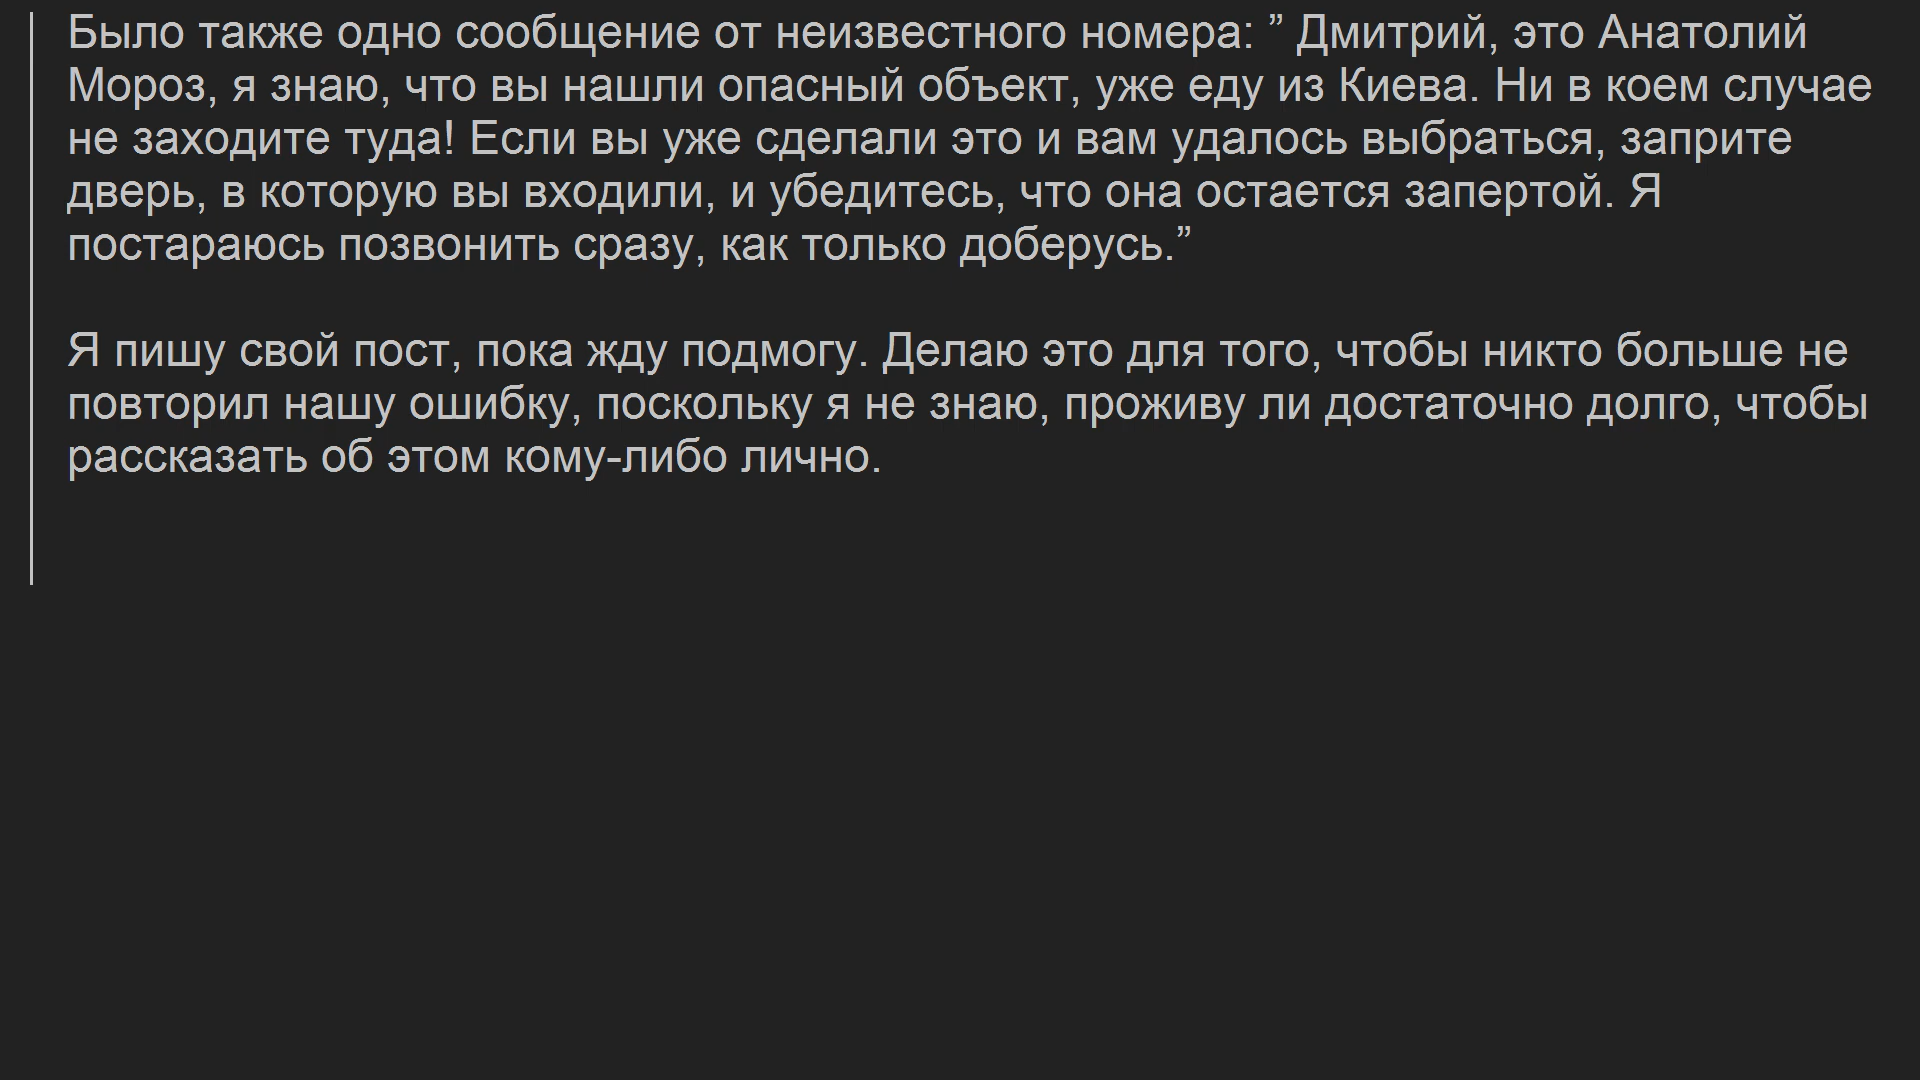 Было также одно сообщение от неизвестного номера: ” Дмитрий, это Анатолий
Мороз, я знаю, что вы нашли опасный объект, уже еду из Киева. Ни в коем случае
не заходите туда! Если вы уже сделали это и вам удалось выбраться, заприте
дверь, в которую вы входили, и убедитесь, что она остается запертой. Я
постараюсь позвонить сразу, как только доберусь.”
Я пишу свой пост, пока жду подмогу. Делаю это для того, чтобы никто больше не
повторил нашу ошибку, поскольку я не знаю, проживу ли достаточно долго, чтобы
рассказать об этом кому-либо лично.